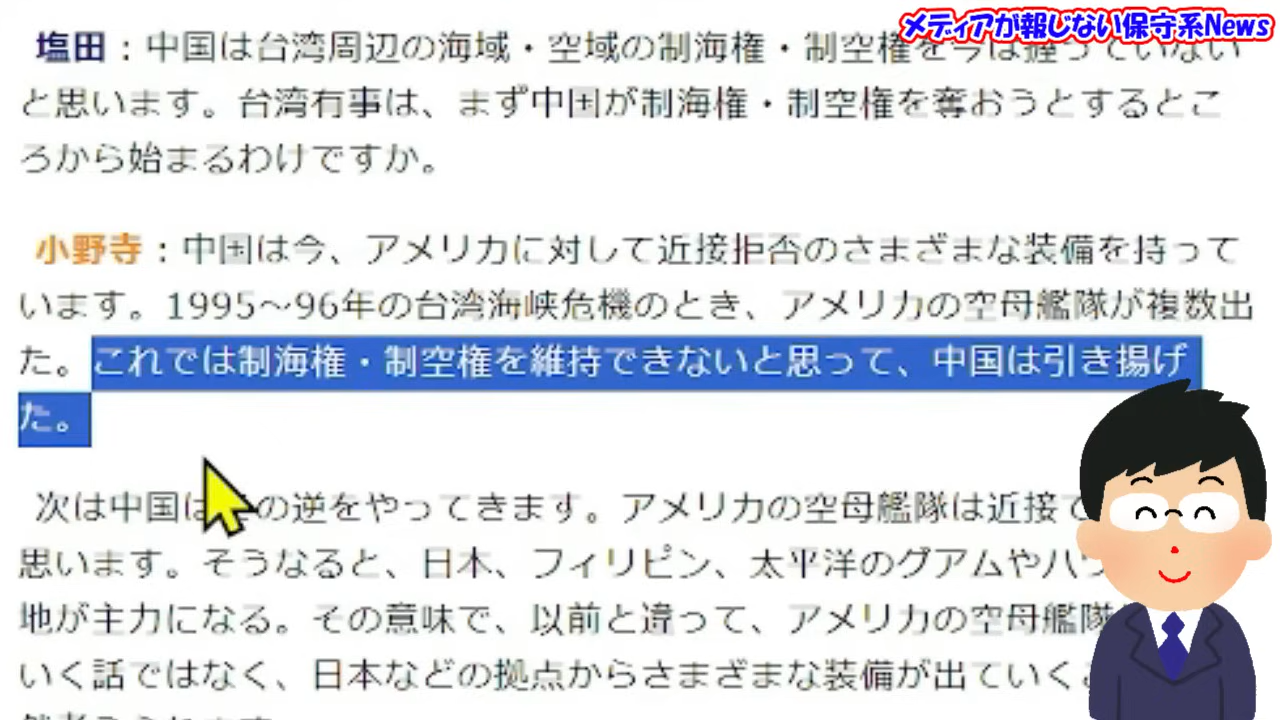 メディアが報じない保守系News
塩田：中国は台湾周辺の海域・空域の制海権・制空権を今は握っていない
と思います。台湾有事は、まず中国が制海権・制空権を奪おうとするとこ
ろから始まるわけですか。
小野寺：中国は今、アメリカに対して近接拒否のさまざまな装備を持って
います。1995～96年の台湾海峡危機のとき、アメリカの空母艦隊が複数出
た。これでは制海権・制空権を維持できないと思って、中国は引き揚げ
た。
次は中国は の逆をやってきます。アメリカの空母艦隊は近接で
思います。そうなると、日本、フィリピン、太平洋のグアムやハワ
地が主力になる。その意味で、以前と違って、アメリカの空母艦隊
いく話ではなく、日本などの拠点からさまざまな装備が出ていくこ